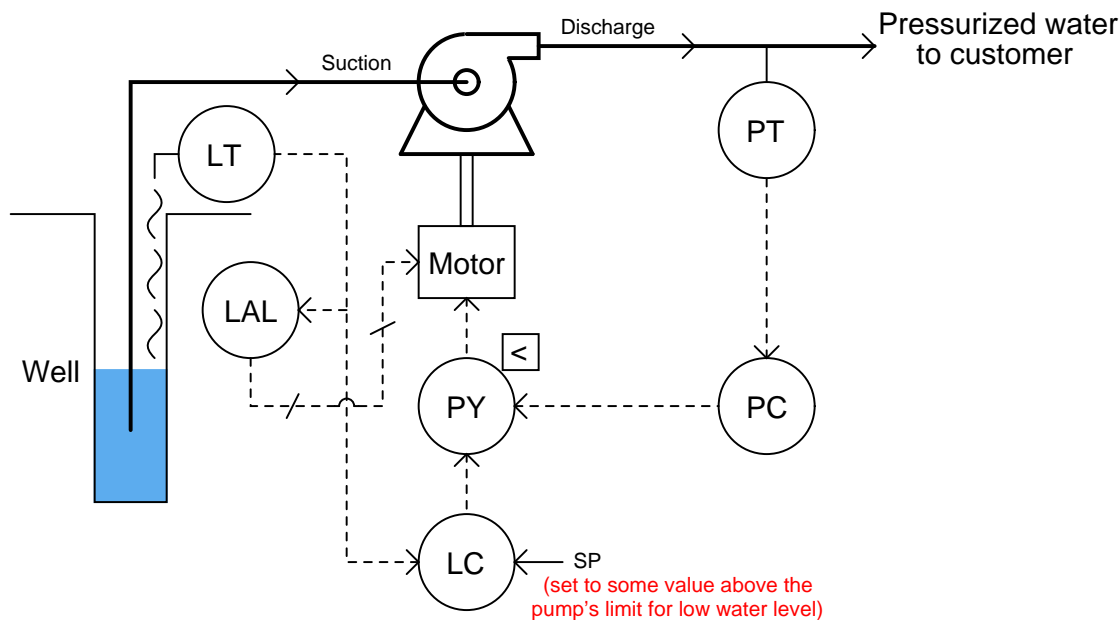 Pressurized water
to customer
Discharge
Suction
PT
LT
Motor
LAL
<
Well
PY
PC
LC
SP
(set to some value above the
pump's limit for low water level)